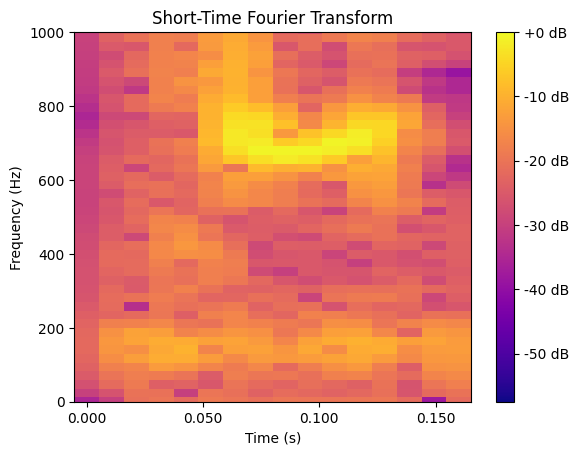 Short-Time Fourier Transform
Frequency (Hz)
1000
800
600
400
200
0
0.000
0.050
0.100
0.150
Time (s)
+0 dB
-10 dB
-20 dB
-30 dB
-40 dB
-50 dB